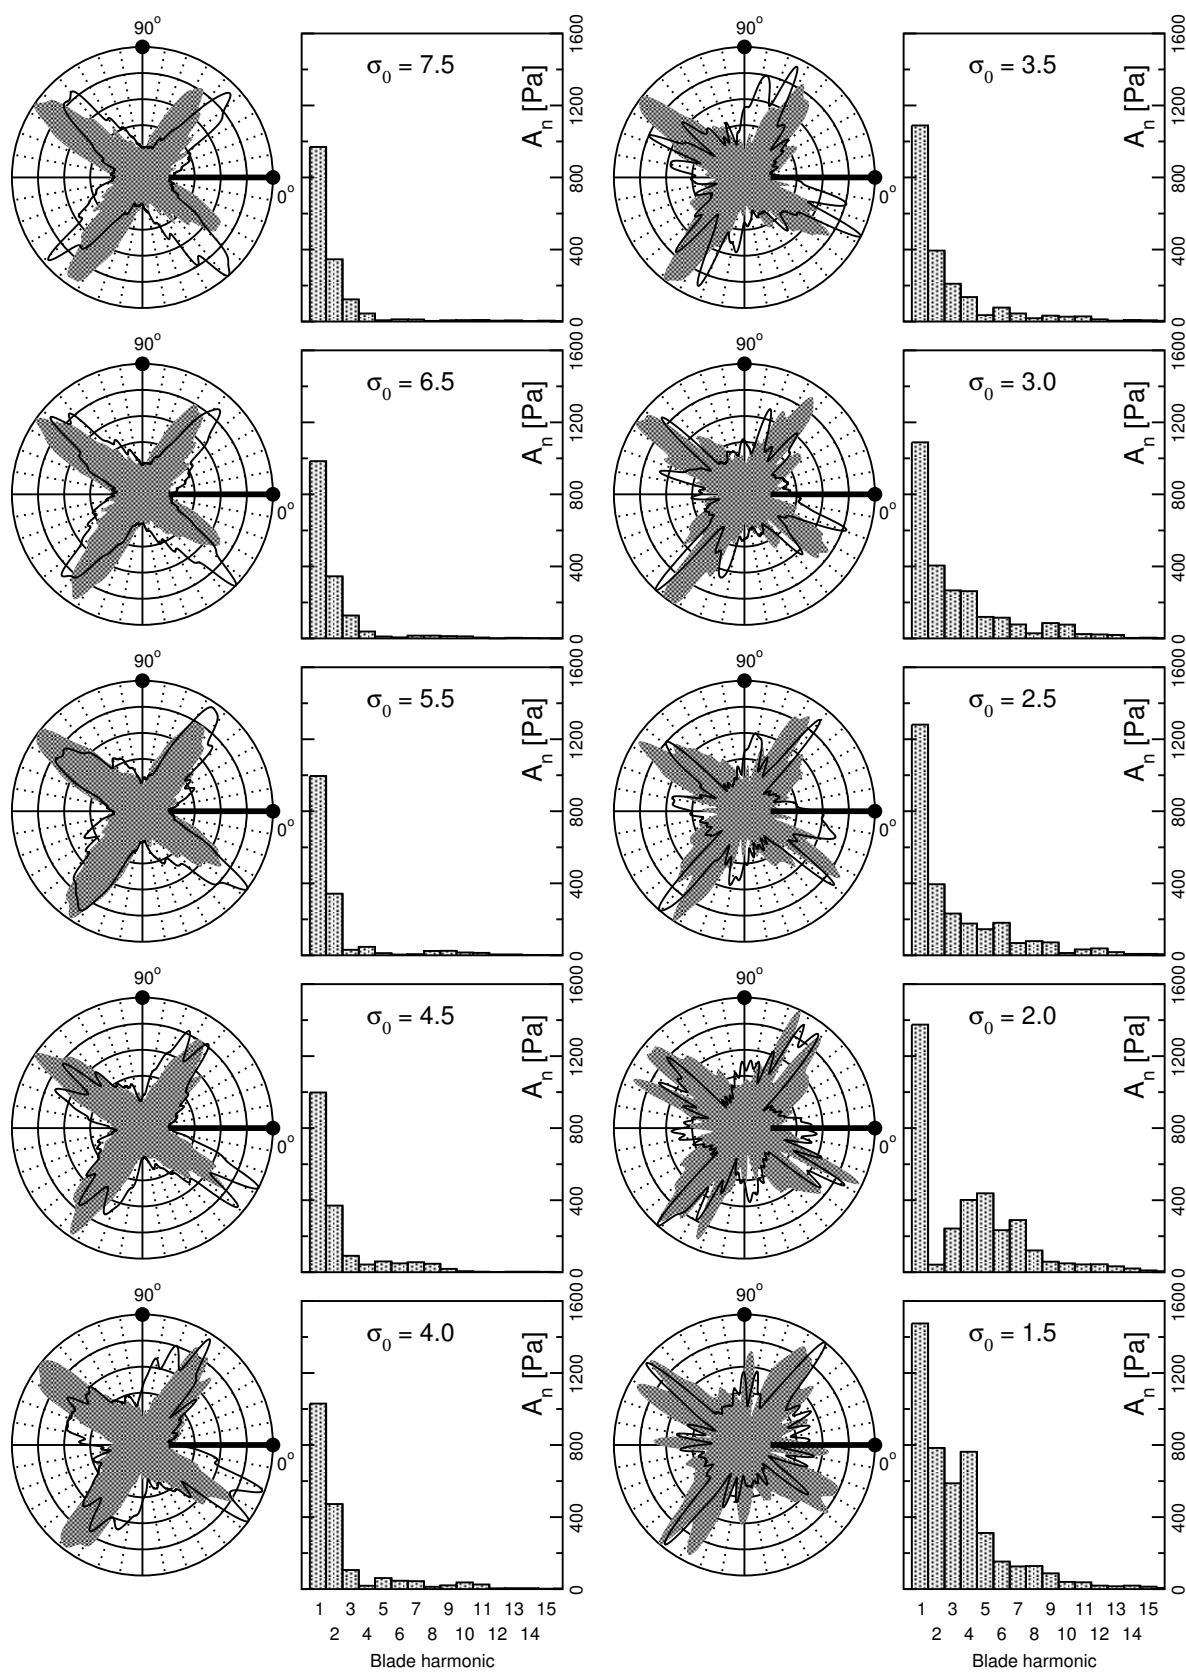 90°
0°
σ0 = 7.5
An [Pa]
1600
1200
800
400
0
90°
0°
σ0 = 3.5
An [Pa]
1600
1200
800
400
0
90°
0°
σ0 = 6.5
An [Pa]
1600
1200
800
400
0
90°
0°
σ0 = 3.0
An [Pa]
1600
1200
800
400
0
90°
0°
σ0 = 5.5
An [Pa]
1600
1200
800
400
0
90°
0°
σ0 = 2.5
An [Pa]
1600
1200
800
400
0
90°
0°
σ0 = 4.5
An [Pa]
1600
1200
800
400
0
90°
0°
σ0 = 2.0
An [Pa]
1600
1200
800
400
0
90°
0°
σ0 = 4.0
An [Pa]
1600
1200
800
400
0
90°
0°
σ0 = 1.5
An [Pa]
1600
1200
800
400
0
1 3 5 7 9 11 13 15
2 4 6 8 10 12 14
Blade harmonic
1 3 5 7 9 11 13 15
2 4 6 8 10 12 14
Blade harmonic